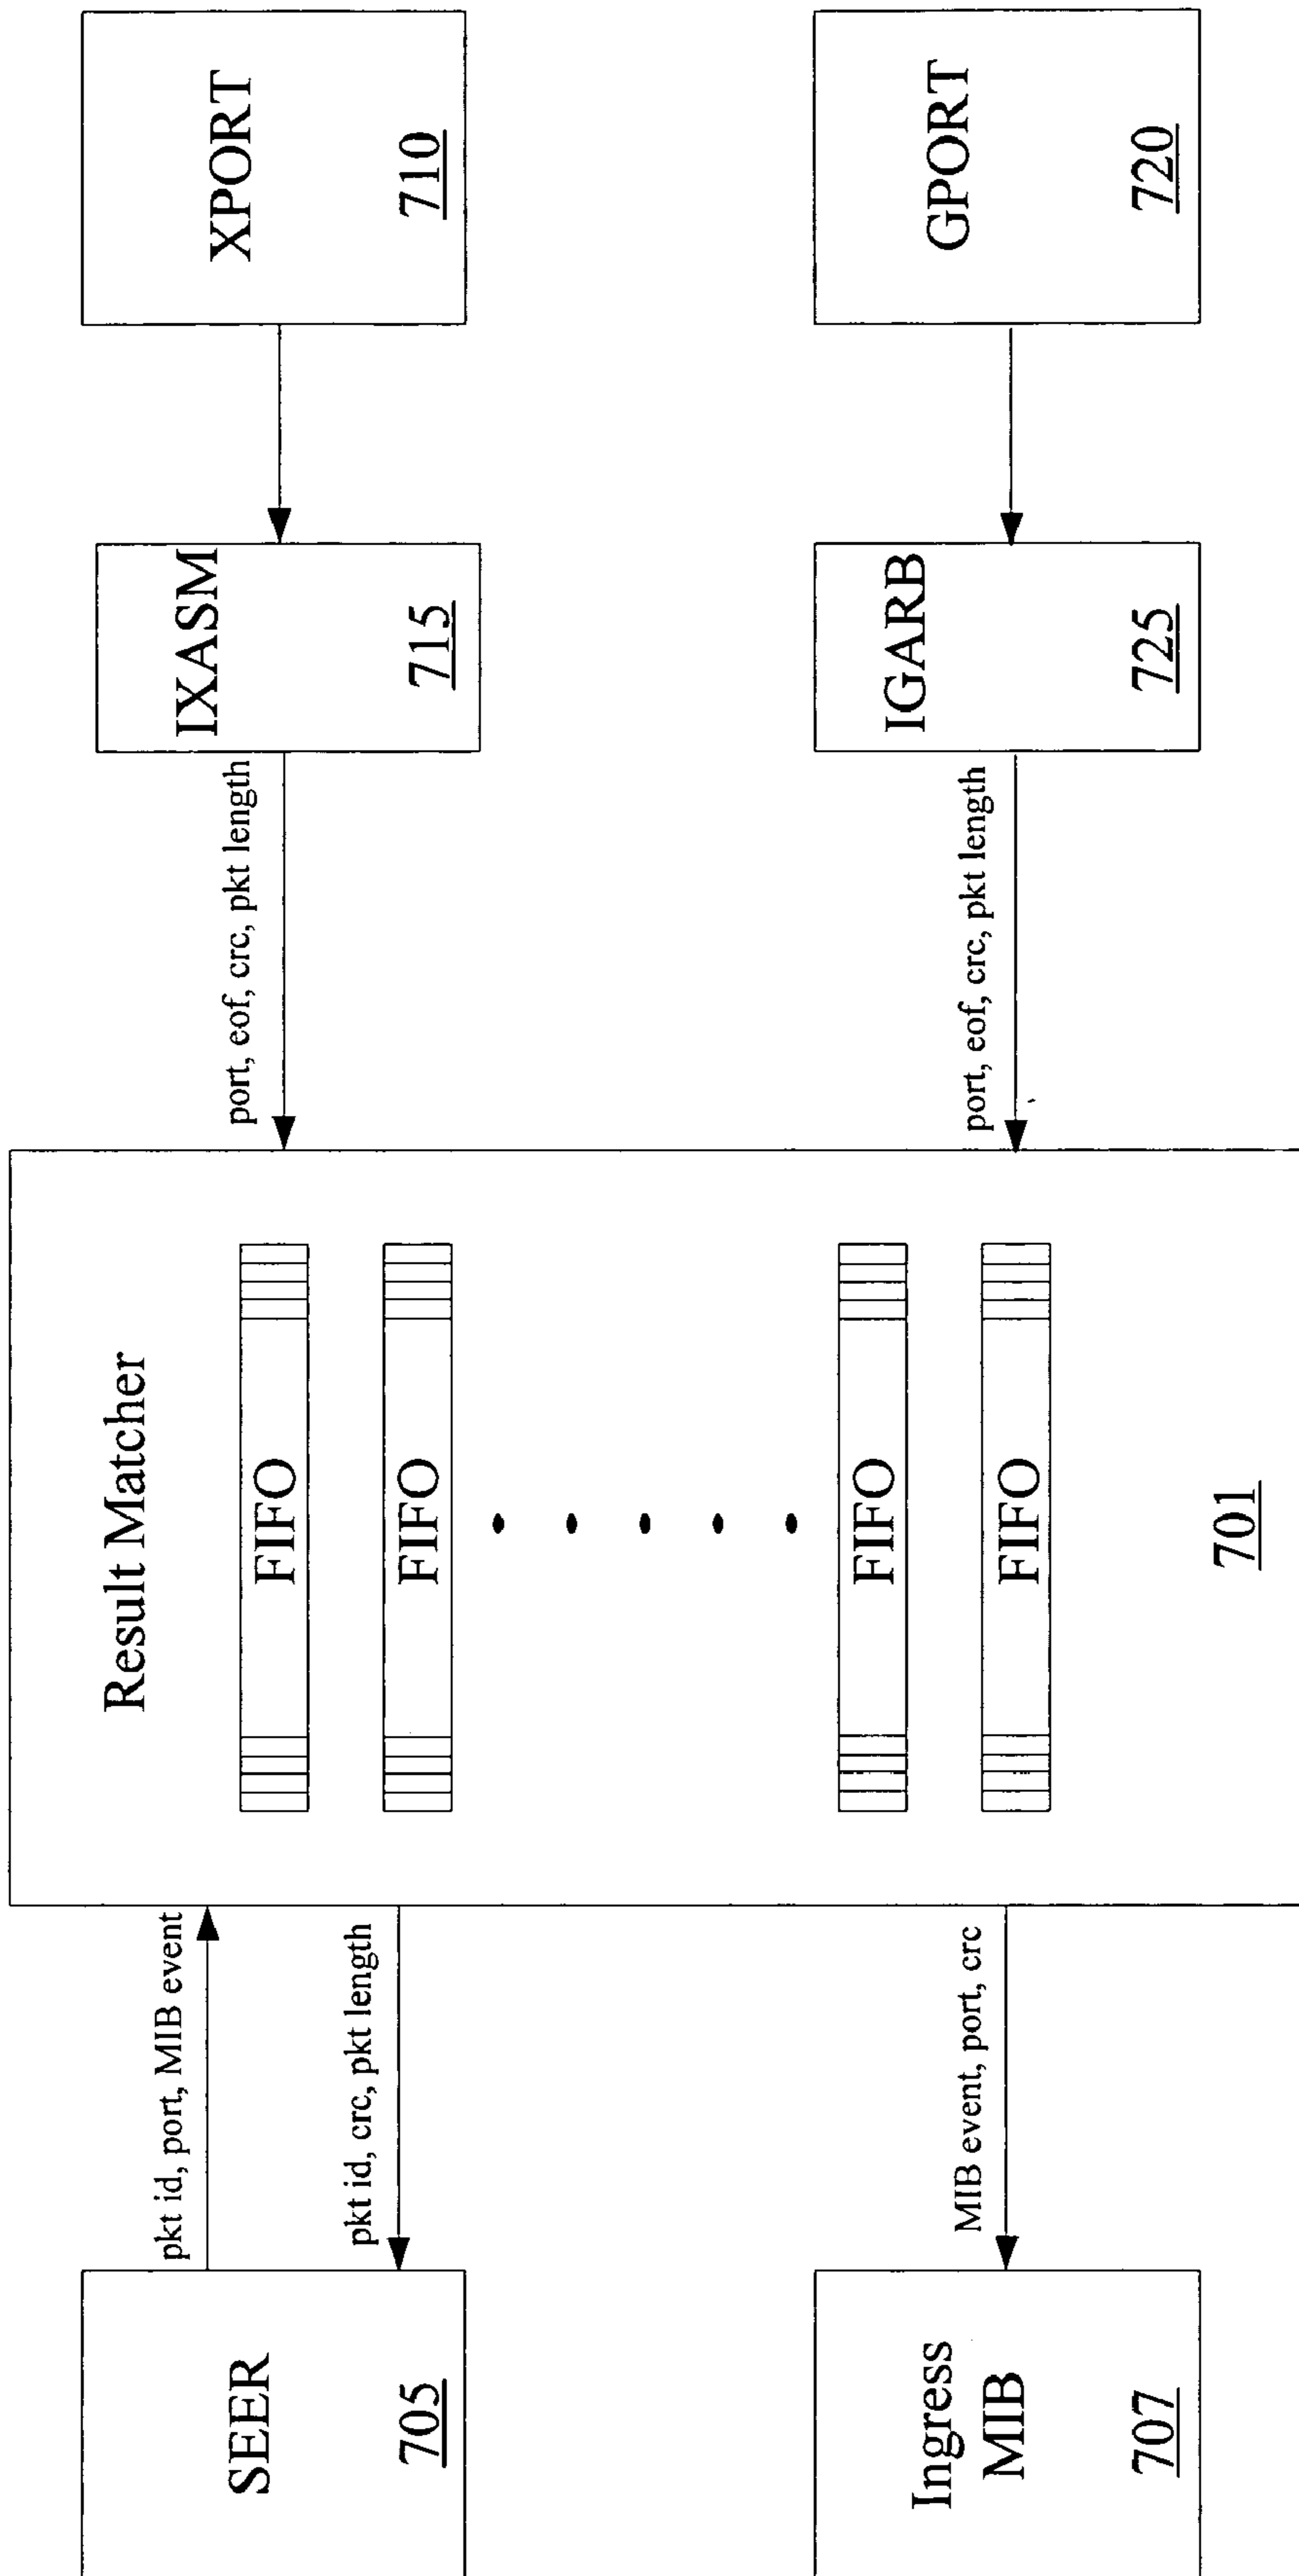 SEER
705
Ingress
MIB
707
pkt id, port, MIB event
pkt id, crc, pkt length
MIB event, port, crc
Result Matcher
FIFO
FIFO
FIFO
FIFO
701
port, eof, crc, pkt length
port, eof, crc, pkt length
IXASM
715
IGARB
725
XPORT
710
GPORT
720